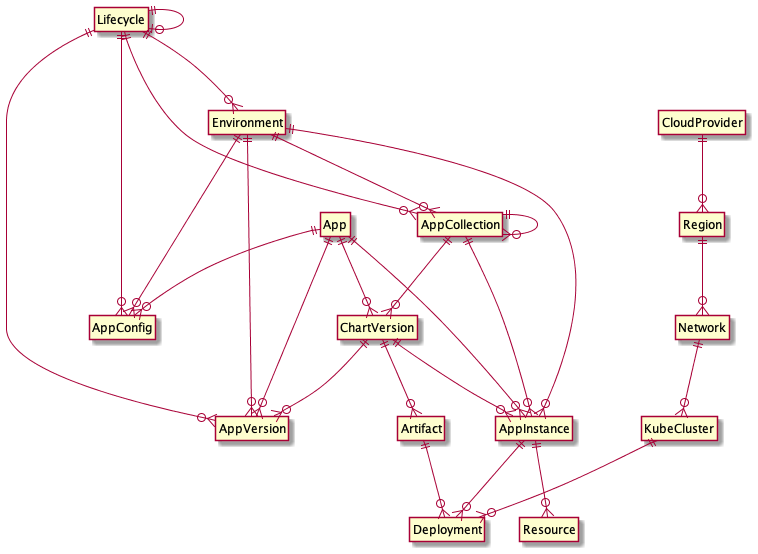 Lifecycle
Environment
CloudProvider
App
AppCollection
Region
AppConfig
ChartVersion
Network
AppVersion
Artifact
AppInstance
KubeCluster
Deployment
Resource